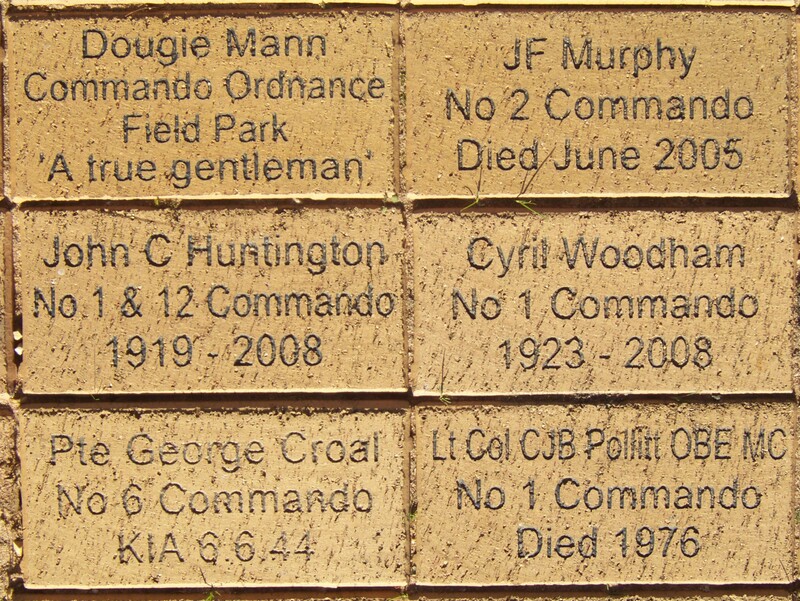 Dougie Mann
Commando Ordnance
Field Park
'A true gentleman'
JF Murphy
No 2 Commando
Died June 2005
John C Huntington
No 1 & 12 Commando
1919 - 2008
Cyril Woodham
No 1 Commando
1923 - 2008
Pte George Croal
No 6 Commando
KIA 6.6.44
Lt Col CJB Pollitt OBE MC
No 1 Commando
Died 1976